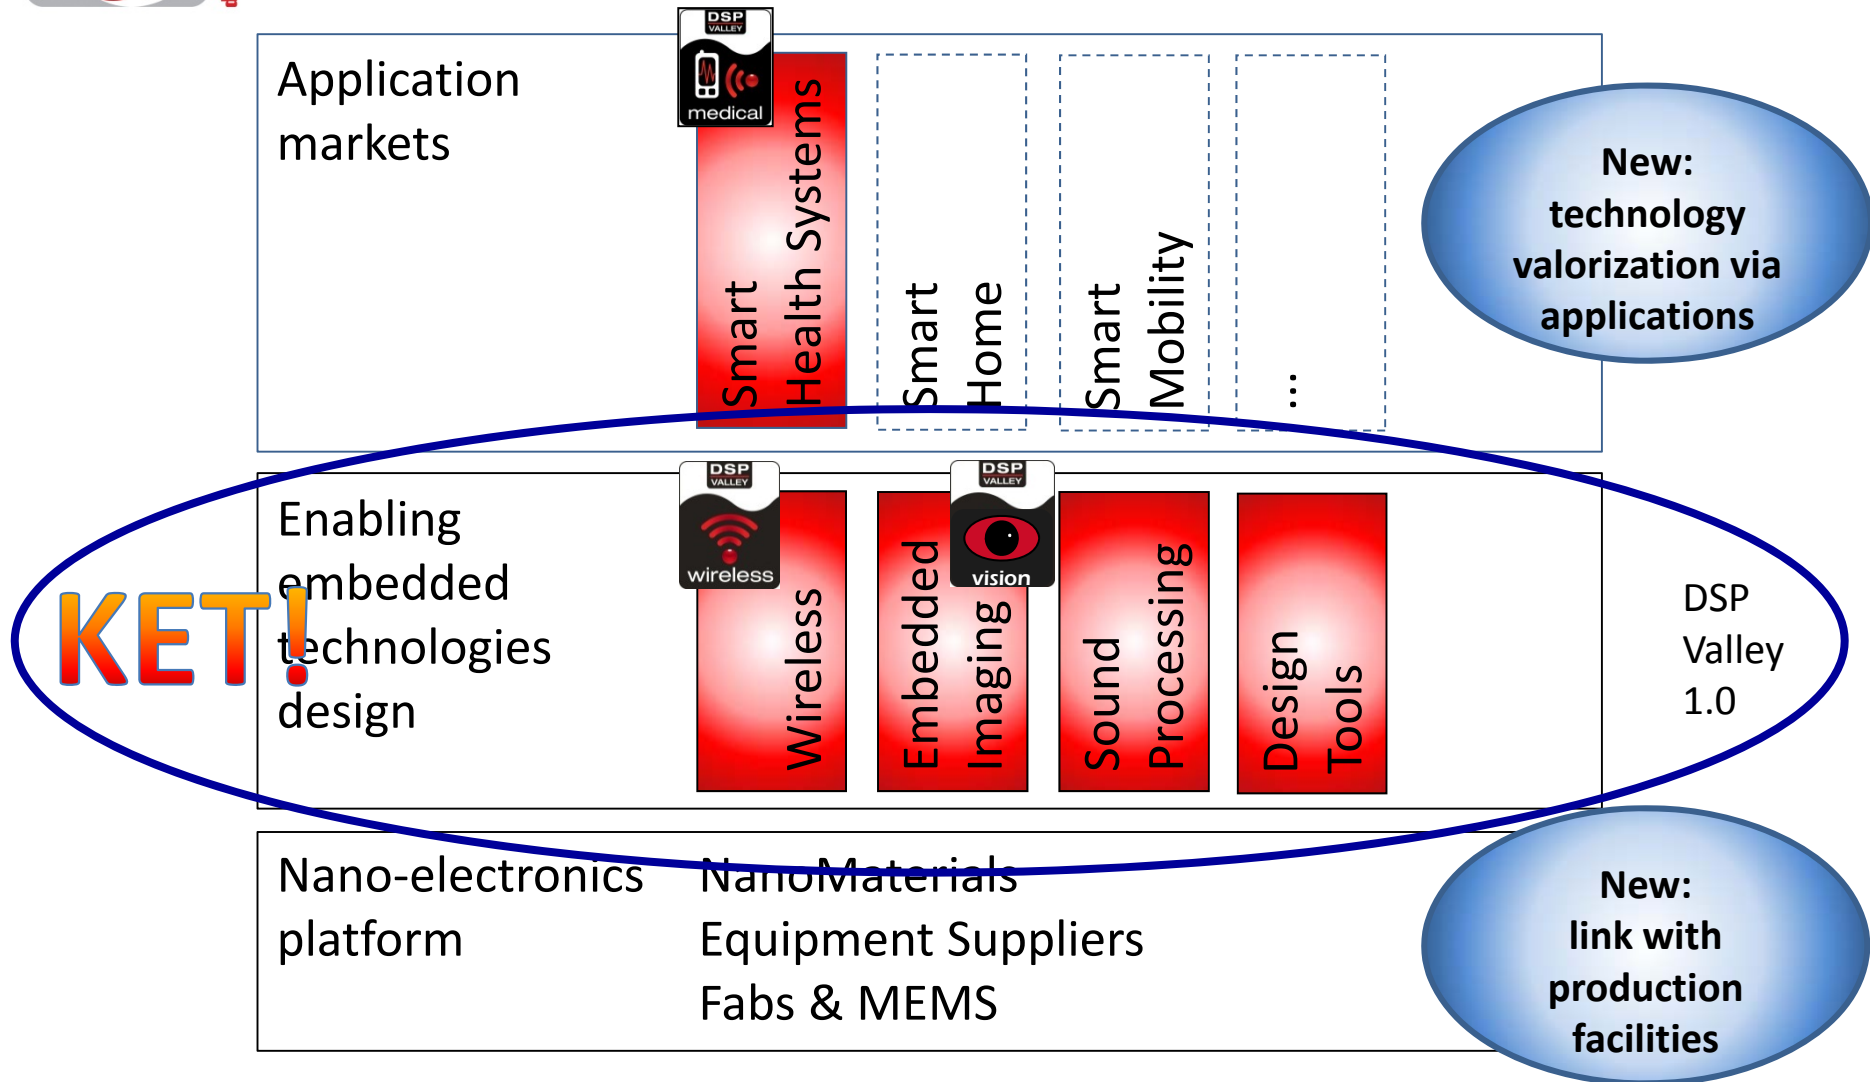 Application
markets
DSP
VALLEY
medical
Smart
Health Systems
Smart
Home
Smart
Mobility
...
New:
technology
valorization via
applications
KET!
Enabling
embedded
technologies
design
DSP
VALLEY
wireless
Wireless
DSP
VALLEY
vision
Embedded
Imaging
Sound
Processing
Design
Tools
DSP
Valley
1.0
Nano-electronics
platform
NanoMaterials
Equipment Suppliers
Fabs & MEMS
New:
link with
production
facilities